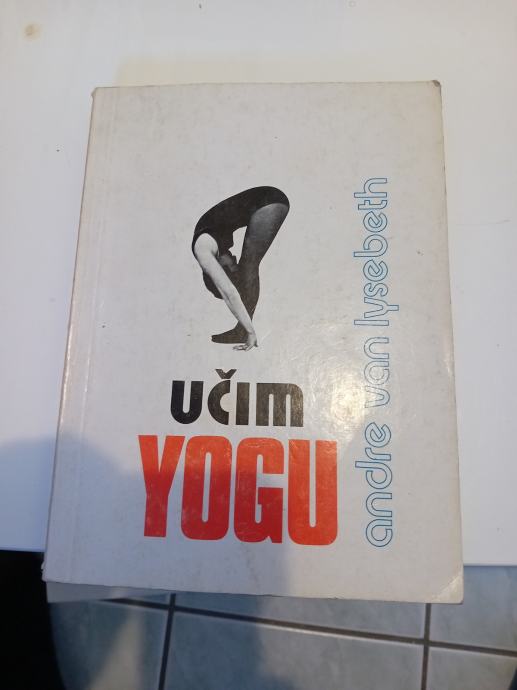 učim
YOGU
andre van lysebeth